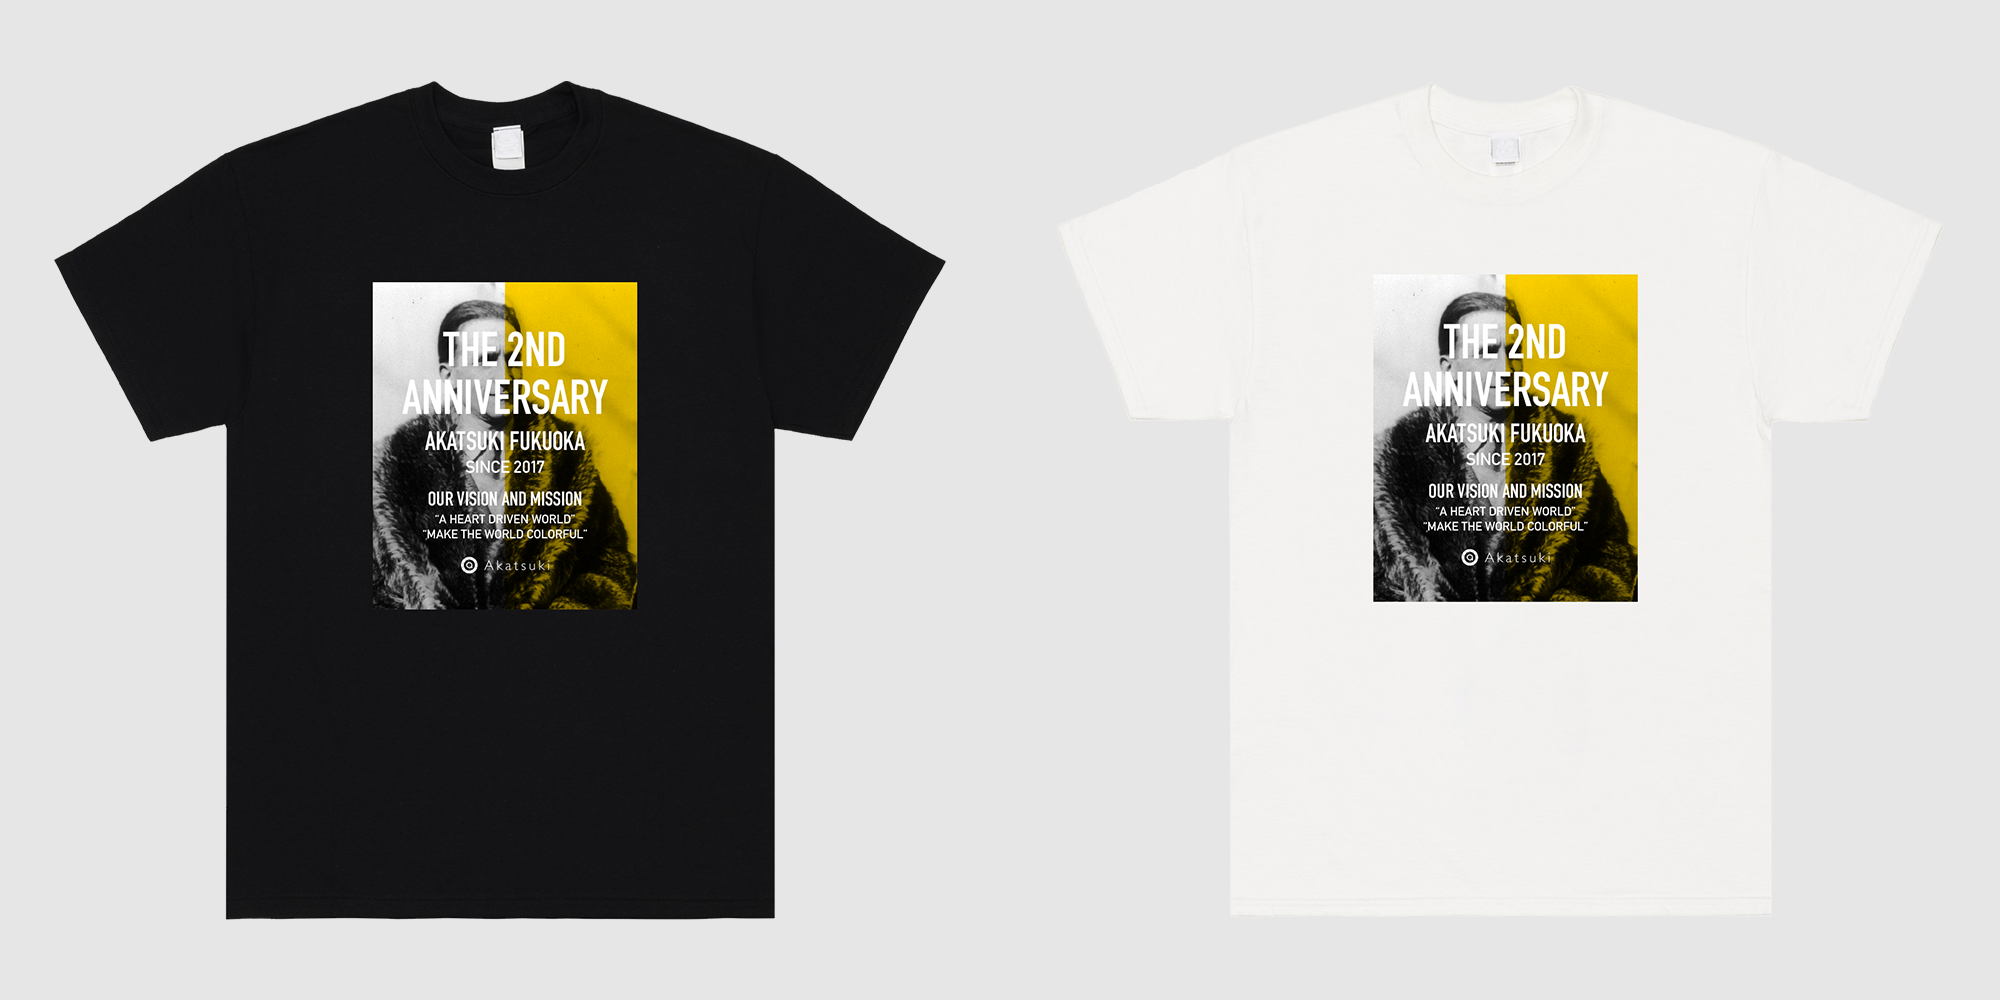 THE 2ND
ANNIVERSARY
AKATSUKI FUKUOKA
SINCE 2017
OUR VISION AND MISSION
“A HEART DRIVEN WORLD”
“MAKE THE WORLD COLORFUL”
Akatsuki
THE 2ND
ANNIVERSARY
AKATSUKI FUKUOKA
SINCE 2017
OUR VISION AND MISSION
“A HEART DRIVEN WORLD”
“MAKE THE WORLD COLORFUL”
Akatsuki